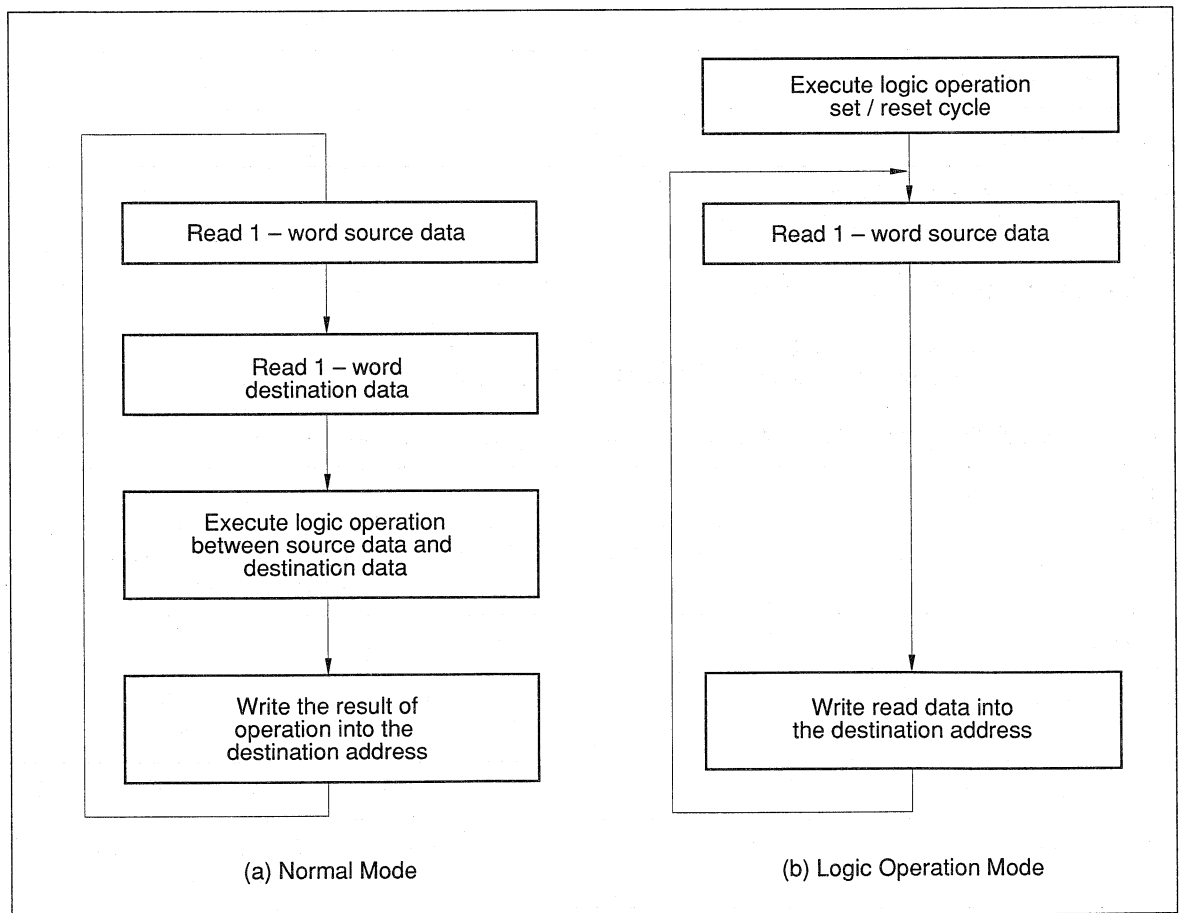 Read 1 – word source data
Read 1 – word
destination data
Execute logic operation
between source data and
destination data
Write the result of
operation into the
destination address
(a) Normal Mode
Execute logic operation
set / reset cycle
Read 1 – word source data
Write read data into
the destination address
(b) Logic Operation Mode